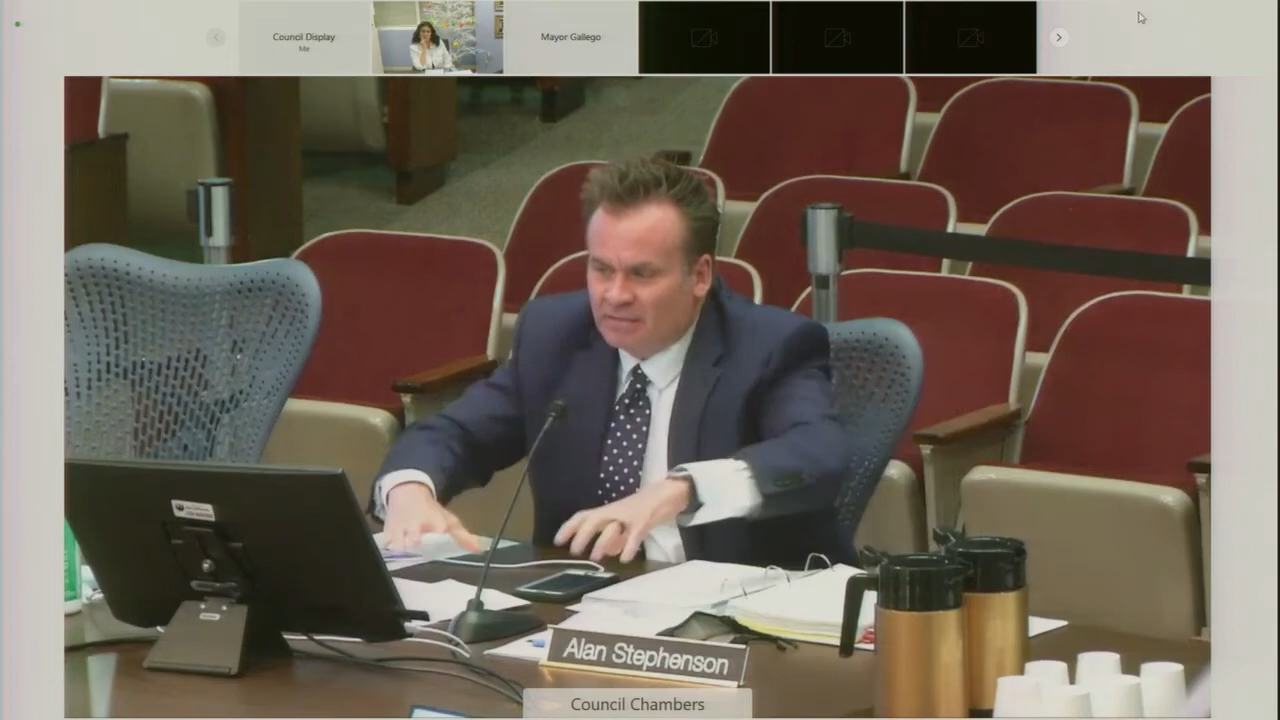 Council Display
Me
Mayor Gallego
Alan Stephenson
Council Chambers